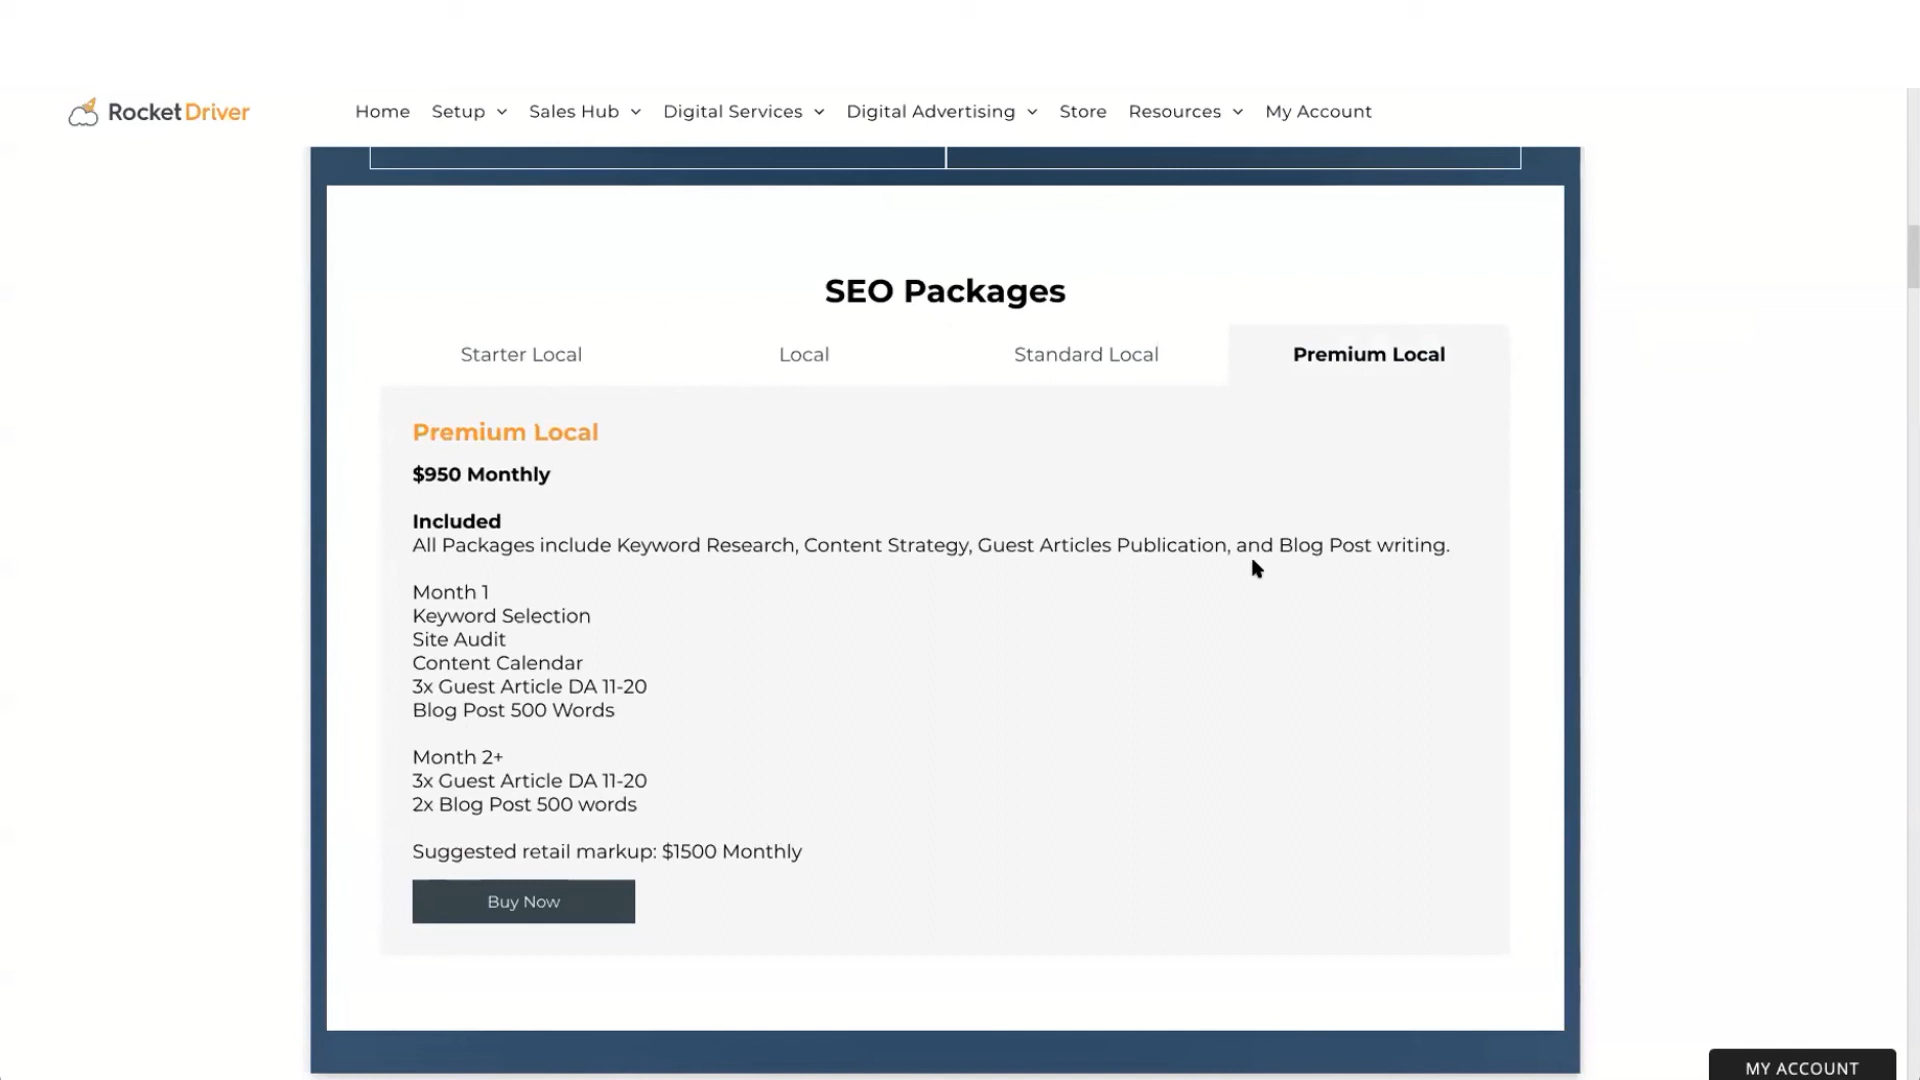 RocketDriver
Home Setup Sales Hub Digital Services Digital Advertising Store Resources My Account
SEO Packages
Starter Local Local Standard Local Premium Local
Premium Local
$950 Monthly
Included
All Packages include Keyword Research, Content Strategy, Guest Articles Publication, and Blog Post writing.
Month 1
Keyword Selection
Site Audit
Content Calendar
3x Guest Article DA 11-20
Blog Post 500 Words
Month 2+
3x Guest Article DA 11-20
2x Blog Post 500 words
Suggested retail markup: $1500 Monthly
Buy Now
MY ACCOUNT